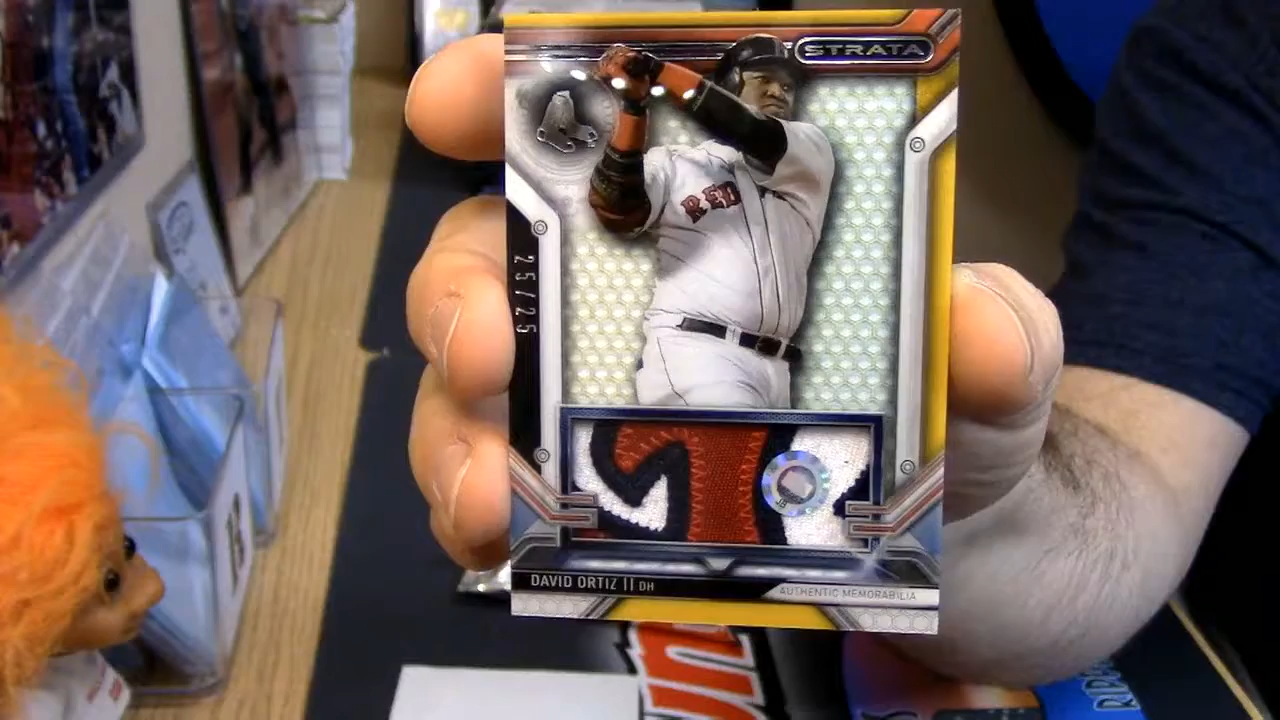 STRATA
RED
25/25
DAVID ORTIZ || DH
AUTHENTIC MEMORABILIA